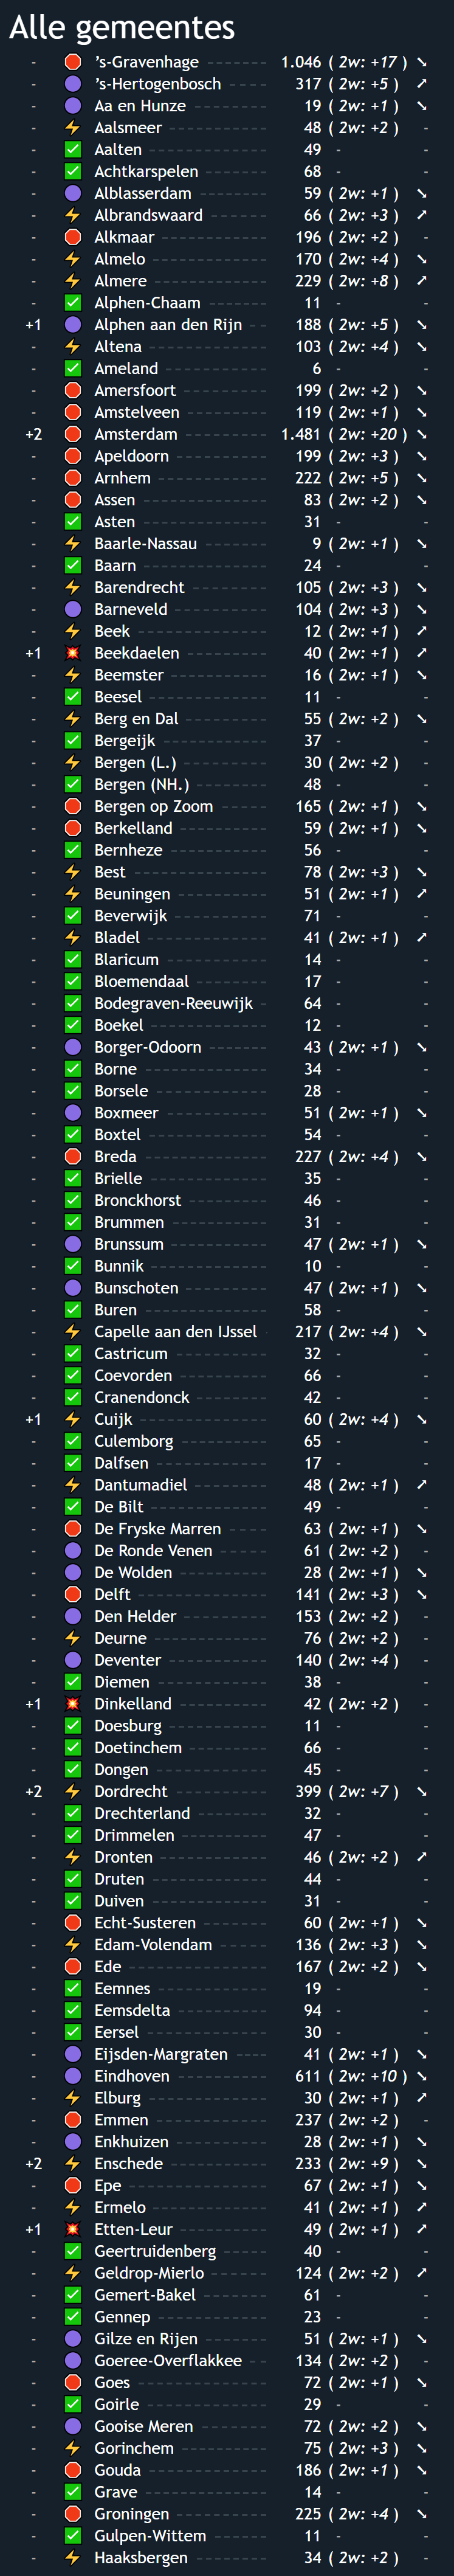 Alle gemeentes
- 's-Gravenhage 1.046 ( 2w: +17 ) ↘
- 's-Hertogenbosch 317 ( 2w: +5 ) ↗
- Aa en Hunze 19 ( 2w: +1 ) ↘
- Aalsmeer 48 ( 2w: +2 ) -
- Aalten 49 - -
- Achtkarspelen 68 - -
- Alblasserdam 59 ( 2w: +1 ) ↘
- Albrandswaard 66 ( 2w: +3 ) ↗
- Alkmaar 196 ( 2w: +2 ) -
- Almelo 170 ( 2w: +4 ) ↘
- Almere 229 ( 2w: +8 ) ↗
- Alphen-Chaam 11 - -
+1 Alphen aan den Rijn 188 ( 2w: +5 ) ↘
- Altena 103 ( 2w: +4 ) ↘
- Ameland 6 - -
- Amersfoort 199 ( 2w: +2 ) ↘
- Amstelveen 119 ( 2w: +1 ) ↘
+2 Amsterdam 1.481 ( 2w: +20 ) ↘
- Apeldoorn 199 ( 2w: +3 ) ↘
- Arnhem 222 ( 2w: +5 ) ↘
- Assen 83 ( 2w: +2 ) ↘
- Asten 31 - -
- Baarle-Nassau 9 ( 2w: +1 ) ↘
- Baarn 24 - -
- Barendrecht 105 ( 2w: +3 ) ↘
- Barneveld 104 ( 2w: +3 ) ↘
- Beek 12 ( 2w: +1 ) ↗
+1 Beekdaelen 40 ( 2w: +1 ) ↗
- Beemster 16 ( 2w: +1 ) ↘
- Beesel 11 - -
- Berg en Dal 55 ( 2w: +2 ) ↘
- Bergeijk 37 - -
- Bergen (L.) 30 ( 2w: +2 ) -
- Bergen (NH.) 48 - -
- Bergen op Zoom 165 ( 2w: +1 ) ↘
- Berkelland 59 ( 2w: +1 ) ↘
- Bernheze 56 - -
- Best 78 ( 2w: +3 ) ↘
- Beuningen 51 ( 2w: +1 ) ↗
- Beverwijk 71 - -
- Bladel 41 ( 2w: +1 ) ↗
- Blaricum 14 - -
- Bloemendaal 17 - -
- Bodegraven-Reeuwijk 64 - -
- Boekel 12 - -
- Borger-Odoorn 43 ( 2w: +1 ) ↘
- Borne 34 - -
- Borsele 28 - -
- Boxmeer 51 ( 2w: +1 ) ↘
- Boxtel 54 - -
- Breda 227 ( 2w: +4 ) ↘
- Brielle 35 - -
- Bronckhorst 46 - -
- Brummen 31 - -
- Brunssum 47 ( 2w: +1 ) ↘
- Bunnik 10 - -
- Bunschoten 47 ( 2w: +1 ) ↘
- Buren 58 - -
- Capelle aan den IJssel 217 ( 2w: +4 ) ↘
- Castricum 32 - -
- Coevorden 66 - -
- Cranendonck 42 - -
+1 Cuijk 60 ( 2w: +4 ) ↘
- Culemborg 65 - -
- Dalfsen 17 - -
- Dantumadiel 48 ( 2w: +1 ) ↗
- De Bilt 49 - -
- De Fryske Marren 63 ( 2w: +1 ) ↘
- De Ronde Venen 61 ( 2w: +2 ) -
- De Wolden 28 ( 2w: +1 ) ↘
- Delft 141 ( 2w: +3 ) ↘
- Den Helder 153 ( 2w: +2 ) -
- Deurne 76 ( 2w: +2 ) -
- Deventer 140 ( 2w: +4 ) -
- Diemen 38 - -
+1 Dinkelland 42 ( 2w: +2 ) -
- Doesburg 11 - -
- Doetinchem 66 - -
- Dongen 45 - -
+2 Dordrecht 399 ( 2w: +7 ) ↘
- Drechterland 32 - -
- Drimmelen 47 - -
- Dronten 46 ( 2w: +2 ) ↗
- Druten 44 - -
- Duiven 31 - -
- Echt-Susteren 60 ( 2w: +1 ) ↘
- Edam-Volendam 136 ( 2w: +3 ) ↘
- Ede 167 ( 2w: +2 ) ↘
- Eemnes 19 - -
- Eemsdelta 94 - -
- Eersel 30 - -
- Eijsden-Margraten 41 ( 2w: +1 ) ↘
- Eindhoven 611 ( 2w: +10 ) ↘
- Elburg 30 ( 2w: +1 ) ↗
- Emmen 237 ( 2w: +2 ) -
- Enkhuizen 28 ( 2w: +1 ) ↘
+2 Enschede 233 ( 2w: +9 ) ↘
- Epe 67 ( 2w: +1 ) ↘
- Ermelo 41 ( 2w: +1 ) ↗
+1 Etten-Leur 49 ( 2w: +1 ) ↗
- Geertruidenberg 40 - -
- Geldrop-Mierlo 124 ( 2w: +2 ) ↗
- Gemert-Bakel 61 - -
- Gennep 23 - -
- Gilze en Rijen 51 ( 2w: +1 ) ↘
- Goeree-Overflakkee 134 ( 2w: +2 ) -
- Goes 72 ( 2w: +1 ) ↘
- Goirle 29 - -
- Gooise Meren 72 ( 2w: +2 ) ↘
- Gorinchem 75 ( 2w: +3 ) ↘
- Gouda 186 ( 2w: +1 ) ↘
- Grave 14 - -
- Groningen 225 ( 2w: +4 ) ↘
- Gulpen-Wittem 11 - -
- Haaksbergen 34 ( 2w: +2 ) -